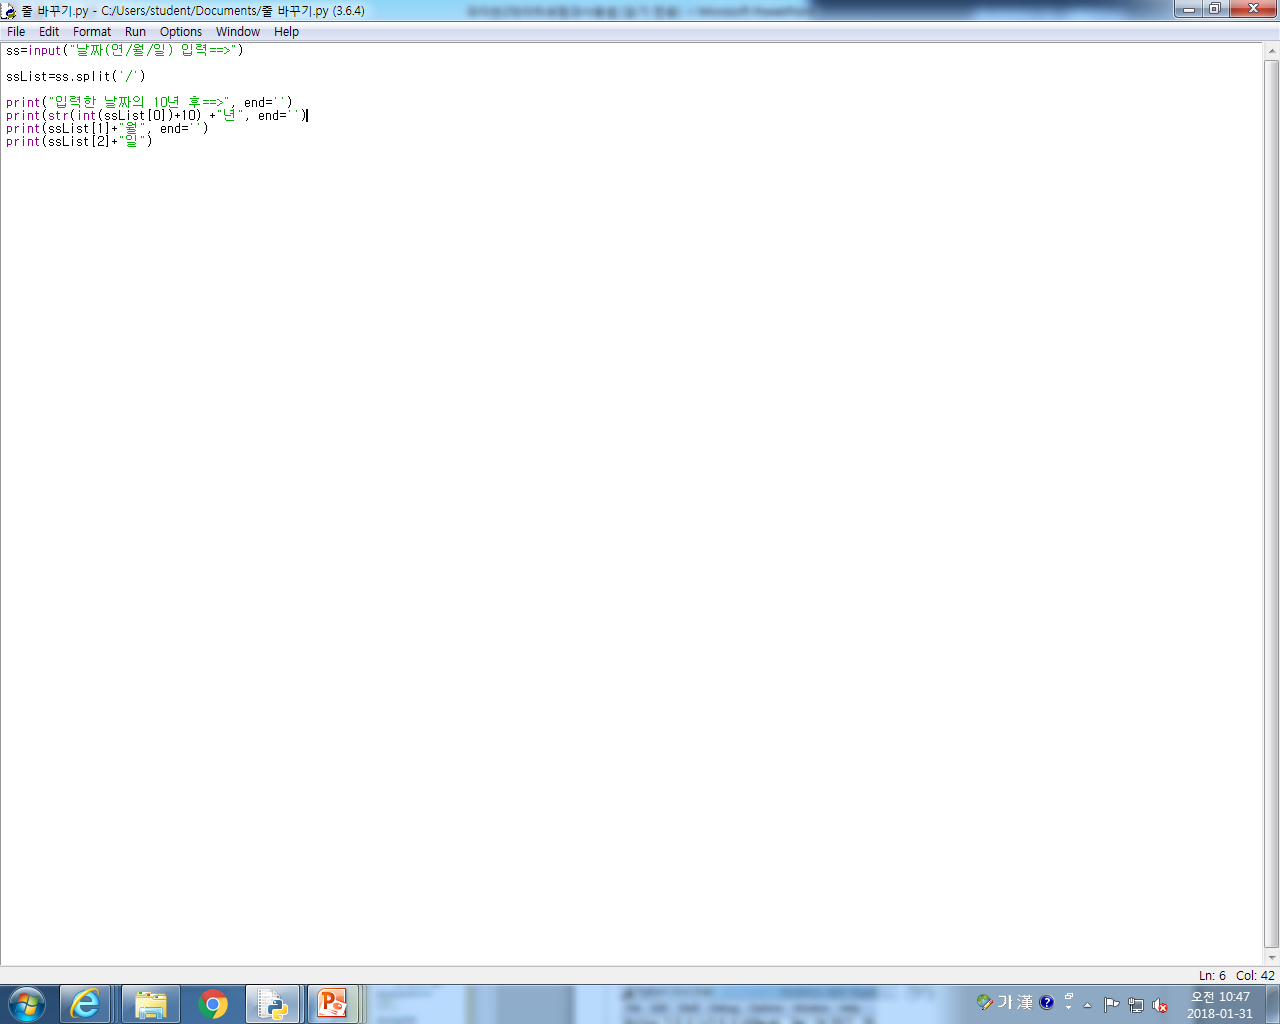 줄 바꾸기.py - C:/Users/student/Documents/줄 바꾸기.py (3.6.4)
File Edit Format Run Options Window Help
ss=input("날짜(연/월/일) 입력==>")
ssList=ss.split('/')
print("입력한 날짜의 10년 후==>", end='')
print(str(int(ssList[0])+10) +"년", end='')
print(ssList[1]+"월", end='')
print(ssList[2]+"일")
Ln: 6 Col: 42
가 漢
오전 10:47
2018-01-31